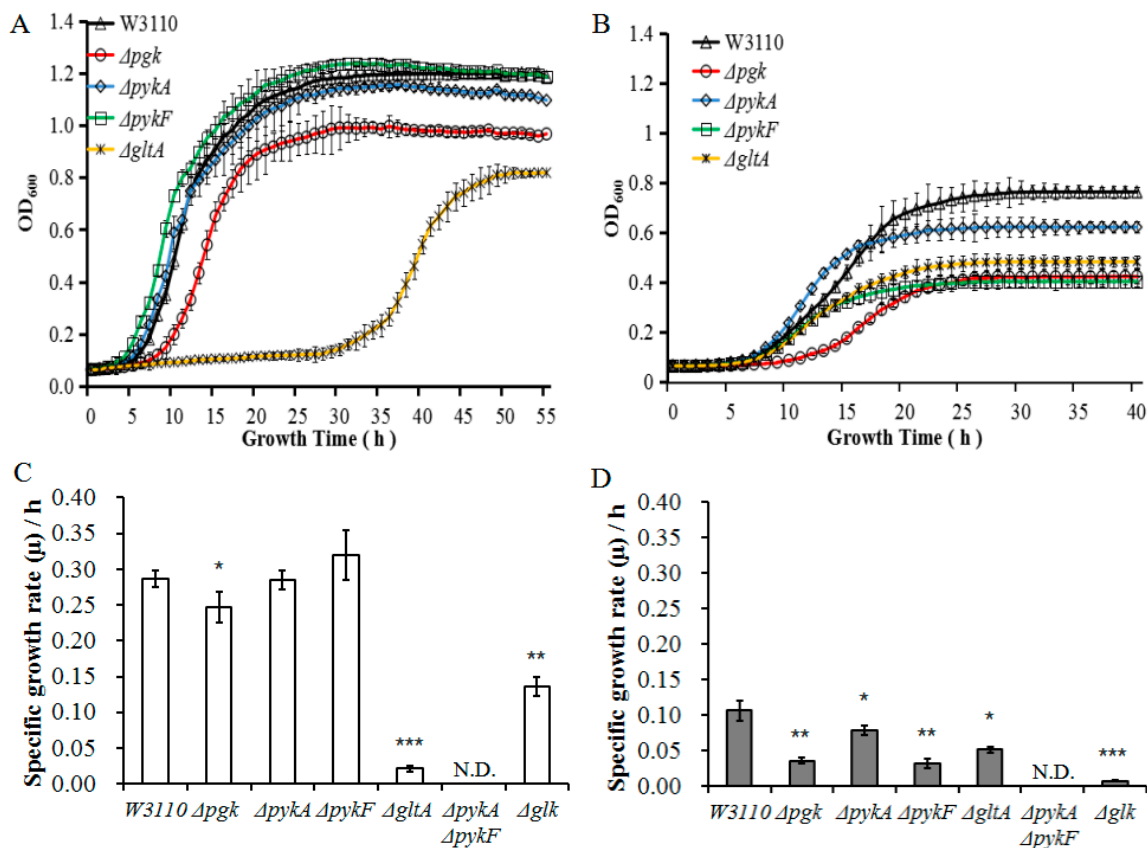 A
1.4
1.2
1.0
0.8
0.6
0.4
0.2
0.0
OD600
W3110
Δpgk
ΔpykA
ΔpykF
ΔgltA
0 5 10 15 20 25 30 35 40 45 50 55
Growth Time ( h )
B
1.4
1.2
1.0
0.8
0.6
0.4
0.2
0
OD600
W3110
Δpgk
ΔpykA
ΔpykF
ΔgltA
0 5 10 15 20 25 30 35 40
Growth Time ( h )
C
Specific growth rate (μ) / h
0.40
0.35
0.30
0.25
0.20
0.15
0.10
0.05
0.00
*
***
N.D.
**
W3110 Δpgk ΔpykA ΔpykF ΔgltA ΔpykA Δglk
ΔpykF
D
Specific growth rate (μ) / h
0.40
0.35
0.30
0.25
0.20
0.15
0.10
0.05
0.00
**
*
**
*
N.D.
***
W3110 Δpgk ΔpykA ΔpykF ΔgltA ΔpykA Δglk
ΔpykF